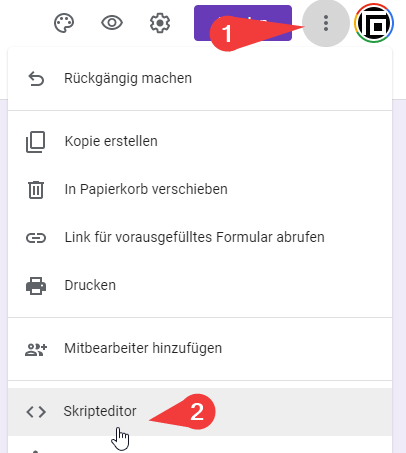 1
Rückgängig machen
Kopie erstellen
In Papierkorb verschieben
Link für vorausgefülltes Formular abrufen
Drucken
Mitbearbeiter hinzufügen
Skripteditor
2